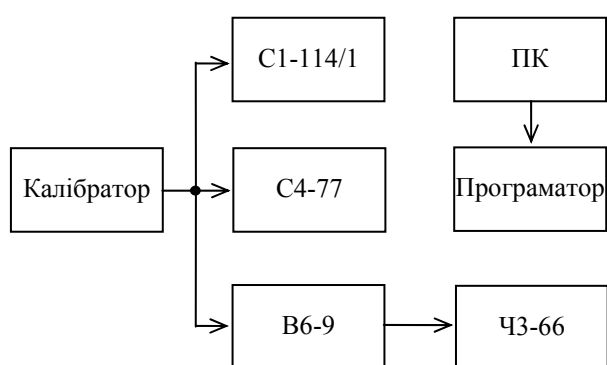 С1-114/1
ПК
Калібратор
С4-77
Програматор
В6-9
Ч3-66